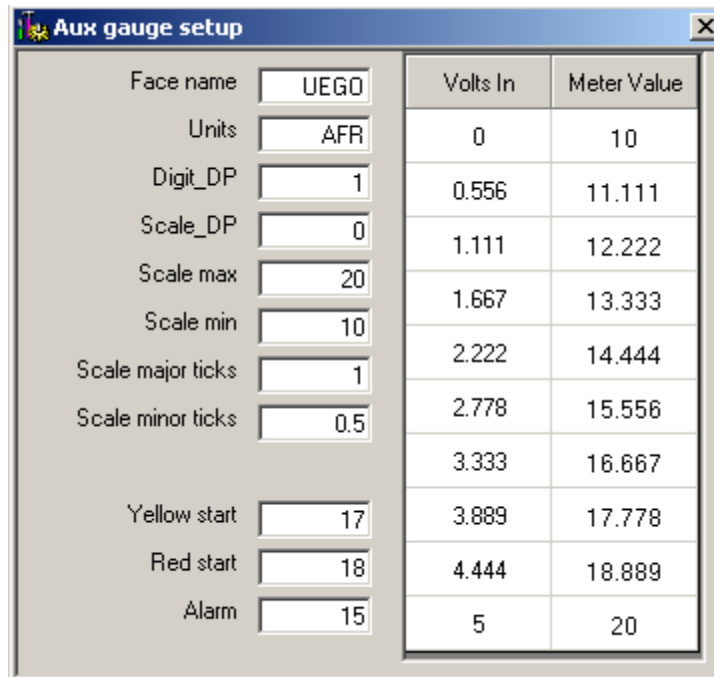 Aux gauge setup
Face name UEGO
Units AFR
Digit_DP 1
Scale_DP 0
Scale max 20
Scale min 10
Scale major ticks 1
Scale minor ticks 0.5
Yellow start 17
Red start 18
Alarm 15
Volts In Meter Value
0 10
0.556 11.111
1.111 12.222
1.667 13.333
2.222 14.444
2.778 15.556
3.333 16.667
3.889 17.778
4.444 18.889
5 20